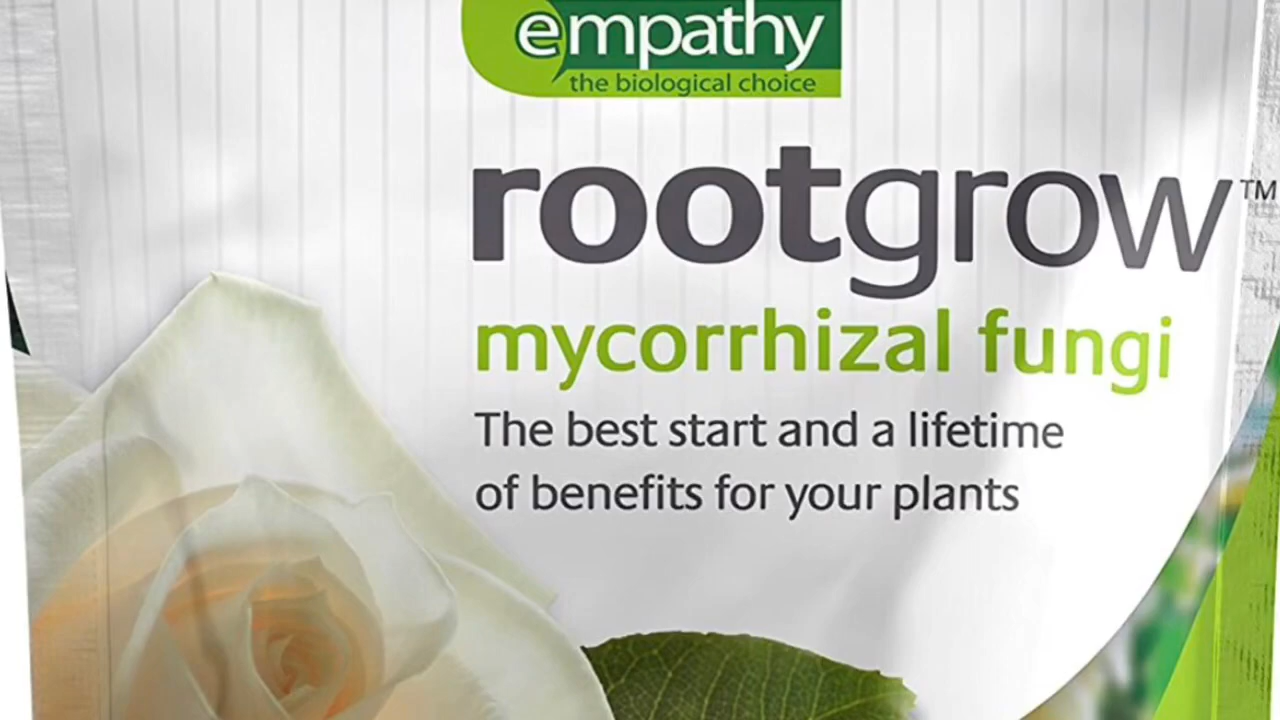 empathy
the biological choice
rootgrow™
mycorrhizal fungi
The best start and a lifetime
of benefits for your plants